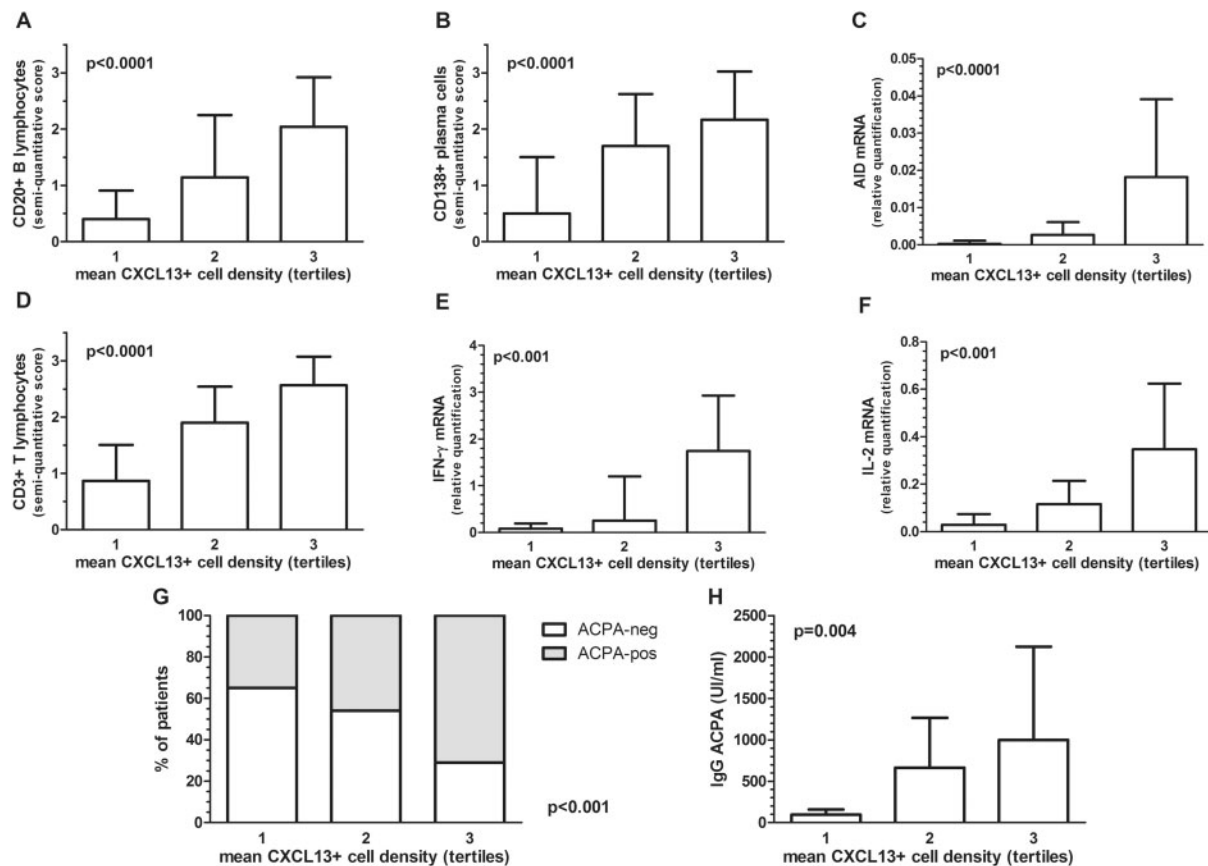 A
CD20+ B lymphocytes
(semi-quantitative score)
p<0.0001
3
2
1
0
1 2 3
mean CXCL13+ cell density (tertiles)
B
CD138+ plasma cells
(semi-quantitative score)
p<0.0001
3
2
1
0
1 2 3
mean CXCL13+ cell density (tertiles)
C
AID mRNA
(relative quantification)
p<0.0001
0.05
0.04
0.03
0.02
0.01
0.00
1 2 3
mean CXCL13+ cell density (tertiles)
D
CD3+ T lymphocytes
(semi-quantitative score)
p<0.0001
3
2
1
0
1 2 3
mean CXCL13+ cell density (tertiles)
E
IFN-γ mRNA
(relative quantification)
p<0.001
4
3
2
1
0
1 2 3
mean CXCL13+ cell density (tertiles)
F
IL-2 mRNA
(relative quantification)
p<0.001
0.8
0.6
0.4
0.2
0.0
1 2 3
mean CXCL13+ cell density (tertiles)
G
% of patients
100
80
60
40
20
0
1 2 3
mean CXCL13+ cell density (tertiles)
ACPA-neg
ACPA-pos
p<0.001
H
IgG ACPA (UI/ml)
p=0.004
2500
2000
1500
1000
500
0
1 2 3
mean CXCL13+ cell density (tertiles)